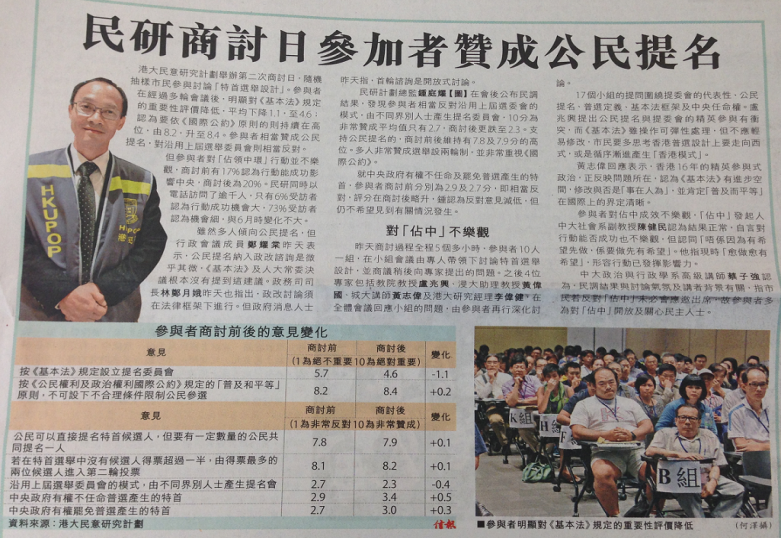 民研商討日參加者贊成公民提名
港大民意研究計劃舉辦第二次商討日,隨機
抽樣市民參與討論「特首選舉設計」。參與者
在經過多輪會議後,明顯對《基本法》規定
的重要性評價降低,平均下降1.1,至4.6;
認為要依《國際公約》原則的則持續在高
位,由8.2,升至8.4。參與者相當贊成公民
提名,對沿用上屆選舉委員會則相當反對。
但參與者對「佔領中環」行動並不樂
觀,商討前有17%認為行動能成功影響
中央,商討後為20%。民研同時以
電話訪問了逾千人,只有6%受訪者
認為行動成功機會大,73%受訪者
認為機會細,與6月時變化不大。
雖然多人傾向公民提名,但
行政會議成員鄭耀棠昨天表
示,公民提名納入政改諮詢是微
乎其微,《基本法》及人大常委決
議根本沒有提到這建議。政務司司
長林鄭月娥昨天也指出,政改討論須
在法律框架下進行。但政府消息人士
昨天指,首輪諮詢是開放式討論。
民研計劃總監鍾庭耀【圖】在會後公布民調
結果,發現參與者相當反對沿用上屆選委會的
模式,由不同界別人士產生提名委員會,10分為
非常贊成平均值只有2.7,商討後更跌至2.3。支
持公民提名的,商討前後維持有7.8及7.9分的高
位。多人非常贊成選舉設兩輪制,並非常重視《國
際公約》。
就中央政府有權不任命及罷免普選產生的特
首,參與者商討前分別為2.9及2.7分,即相當反
對,評分在商討後略升,鍾認為反對意見減低,但
仍不希望見到有關情況發生。
對「佔中」不樂觀
昨天商討過程全程5個多小時,參與者10人
一組,在小組會議由專人帶領下討論特首選舉
設計,並商議稍後向專家提出的問題。之後4位
專家包括教院教授盧兆興,浸大助理教授黃偉
國,城大講師黃志偉及港大研究經理李偉健,在
全體會議回應小組的問題,由參與者再行深化討
論。
17個小組的提問圍繞提委會的代表性、公民
提名、普選定義、基本法框架及中央任命權。盧
兆興提出公民提名與提委會的精英參與有衝
突,而《基本法》雖操作可彈性處理,但不應輕
易修改,市民要多思考香港普選設計上要走向西
式,或是循序漸進產生「香港模式」。
黃志偉回應表示,香港16年的精英參與式
政治,正反映問題所在,認為《基本法》有進步空
間,修改與否是「事在人為」,並肯定「普及而平等」
在國際上的界定清晰。
參與者對佔中成效不樂觀,「佔中」發起人
中大社會系副教授陳健民認為結果正常,自言對
行動能否成功也不樂觀,但認同「唔係因為有希
望先做,係要做先有希望」。他指現時「愈做愈有
希望」,形容行動已發揮影響力。
中大政治與行政學系高級講師蔡子強認
為,民調結果與討論氣氛及講者背景有關,指市
民若反對「佔中」未必會應邀出席,故參與者多
為對「佔中」開放及關心民主人士。
HKUPOP
參與者商討前後的意見變化
意見 商討前 商討後 變化
(1為絕不重要 10為絕對重要)
按《基本法》規定設立提名委員會 5.7 4.6 -1.1
按《公民權利及政治權利國際公約》規定的「普及和平等」
原則,不可設下不合理條件限制公民參選 8.2 8.4 +0.2
意見 商討前 商討後 變化
(1為非常反對 10為非常贊成)
公民可以直接提名特首候選人,但要有一定數量的公民共
同提名一人 7.8 7.9 +0.1
若在特首選舉中沒有候選人得票超過一半,由得票最多的
兩位候選人進入第二輪投票 8.1 8.2 +0.1
沿用上屆選舉委員會的模式,由不同界別人士產生提名會 2.7 2.3 -0.4
中央政府有權不任命普選產生的特首 2.9 3.4 +0.5
中央政府有權罷免普選產生的特首 2.7 3.0 +0.3
資料來源:港大民意研究計劃 信報
K組
H
F
B組
■參與者明顯對《基本法》規定的重要性評價降低 (何澤攝)